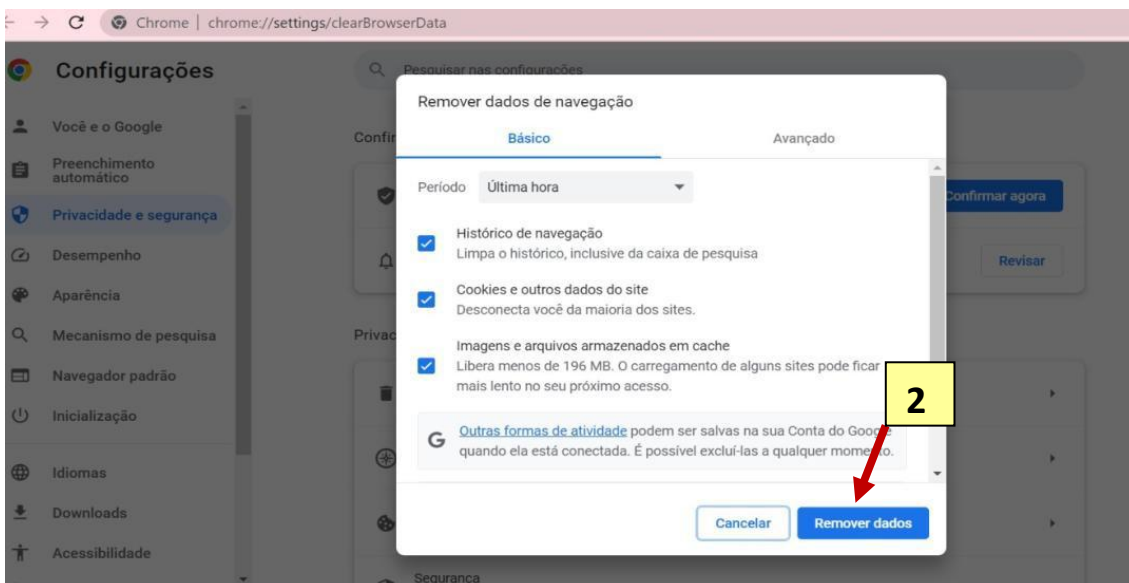 Chrome | chrome://settings/clearBrowserData
Configurações
Pesquisar nas configurações
Você e o Google
Preenchimento
automático
Privacidade e segurança
Desempenho
Aparência
Mecanismo de pesquisa
Navegador padrão
Inicialização
Idiomas
Downloads
Acessibilidade
Confir
Confirmar agora
Revisar
Privac
Segurança
Remover dados de navegação
Básico
Avançado
Período
Última hora
Histórico de navegação
Limpa o histórico, inclusive da caixa de pesquisa
Cookies e outros dados do site
Desconecta você da maioria dos sites.
Imagens e arquivos armazenados em cache
Libera menos de 196 MB. O carregamento de alguns sites pode ficar
mais lento no seu próximo acesso.
2
G
Outras formas de atividade podem ser salvas na sua Conta do Google
quando ela está conectada. É possível excluí-las a qualquer momento.
Cancelar
Remover dados